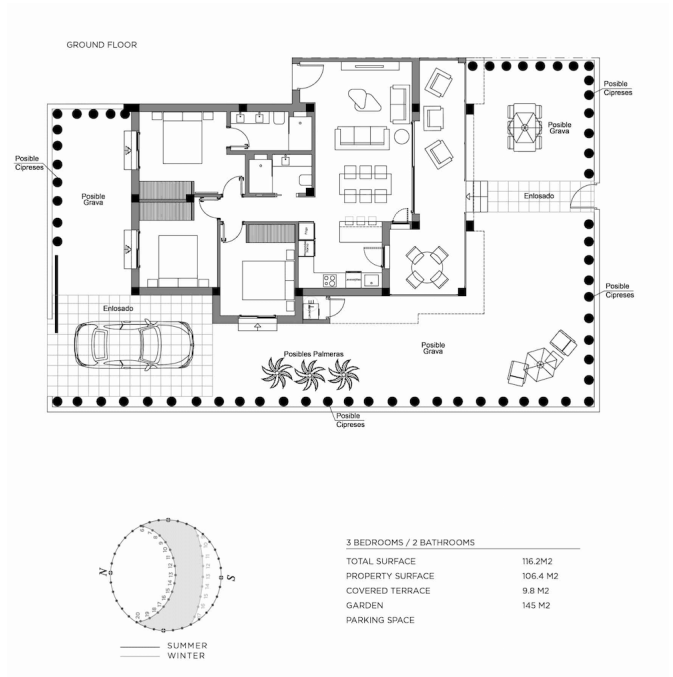 GROUND FLOOR
Posible
Cipreses
Posible
Grava
Posible
Cipreses
Posible
Grava
Enlosado
Posible
Cipreses
Enlosado
Posible
Grava
Posibles Palmeras
Posible
Cipreses
N
S
SUMMER
WINTER
3 BEDROOMS / 2 BATHROOMS
TOTAL SURFACE 116.2M2
PROPERTY SURFACE 106.4 M2
COVERED TERRACE 9.8 M2
GARDEN 145 M2
PARKING SPACE